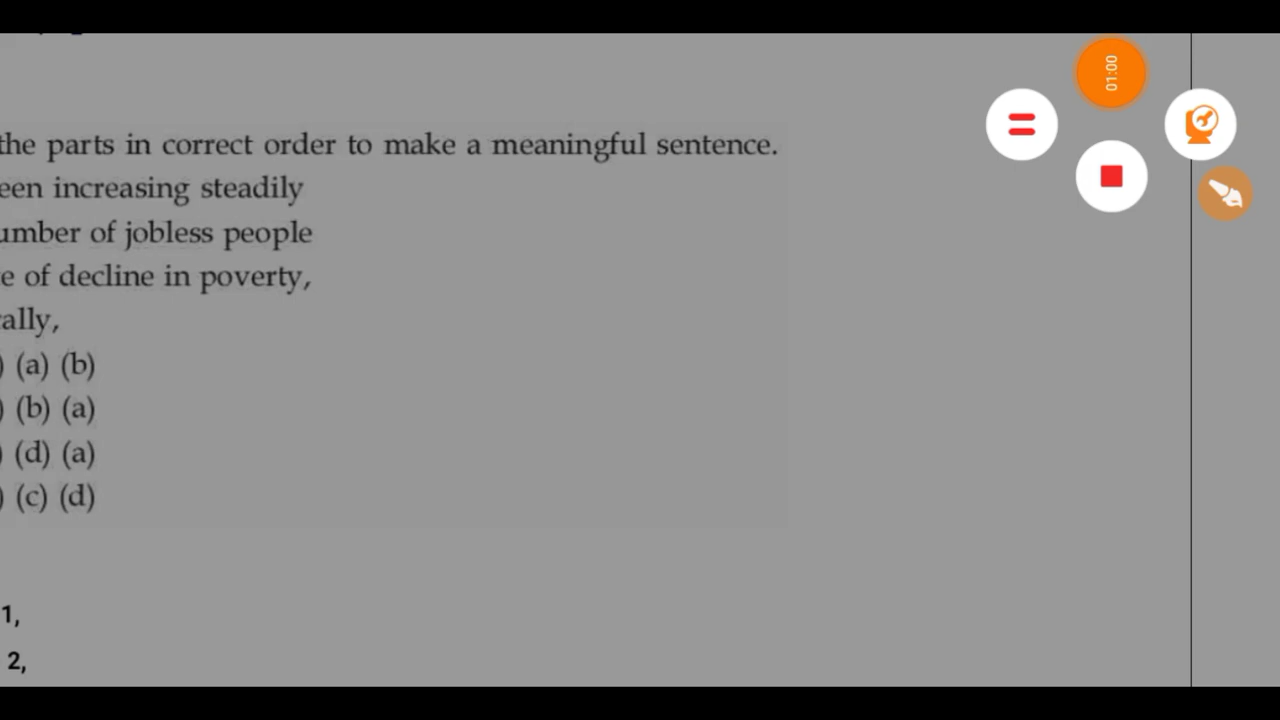 the parts in correct order to make a meaningful sentence.
een increasing steadily
umber of jobless people
e of decline in poverty,
ally,
) (a) (b)
) (b) (a)
) (d) (a)
) (c) (d)
1,
2,
01:00